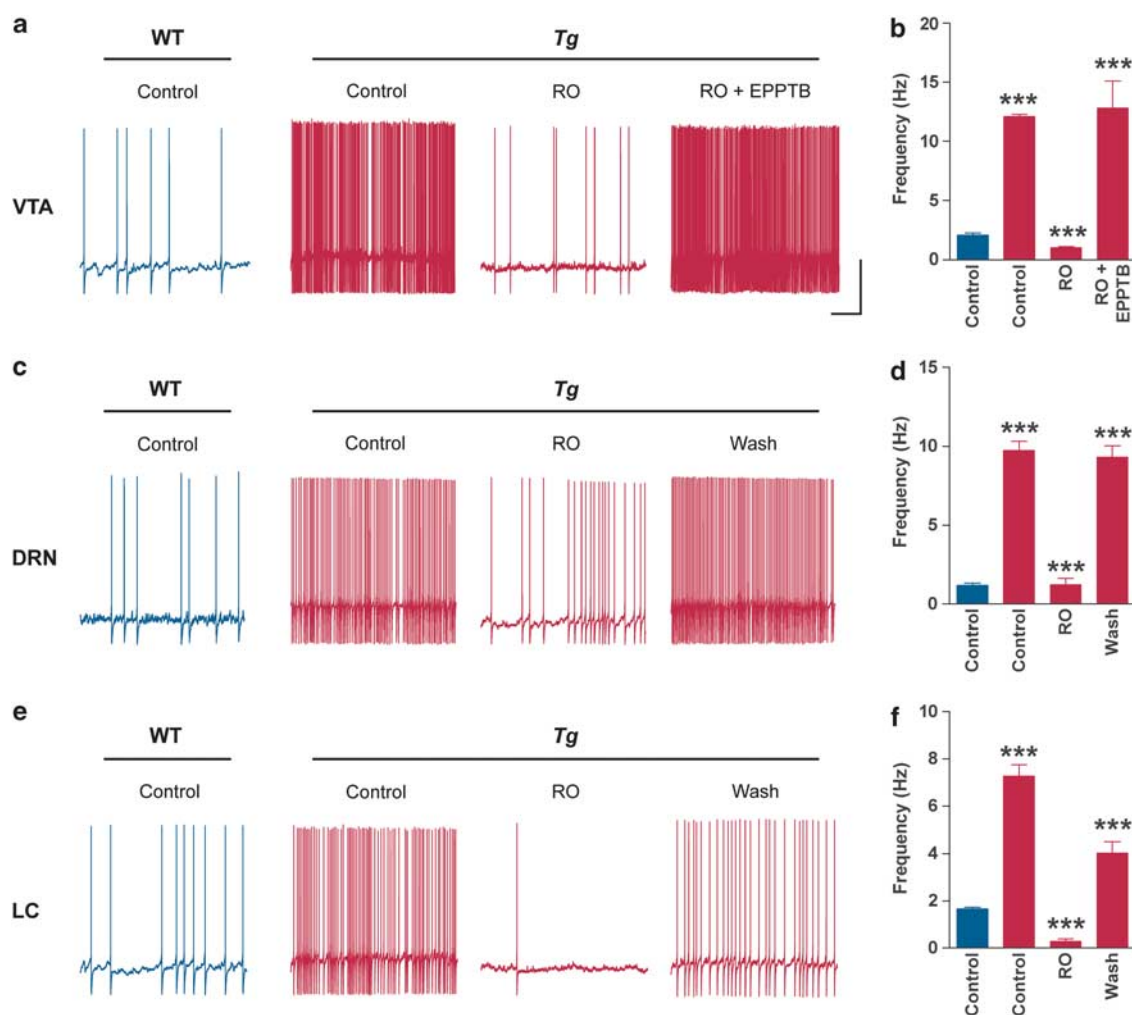 a
WT
Tg
Control
Control
RO
RO + EPPTB
VTA
b
Frequency (Hz)
20
15
10
5
0
***
***
***
Control
Control
RO
RO +
EPPTB
c
WT
Tg
Control
Control
RO
Wash
DRN
d
Frequency (Hz)
15
10
5
0
***
***
***
Control
Control
RO
Wash
e
WT
Tg
Control
Control
RO
Wash
LC
f
Frequency (Hz)
10
8
6
4
2
0
***
***
***
Control
Control
RO
Wash